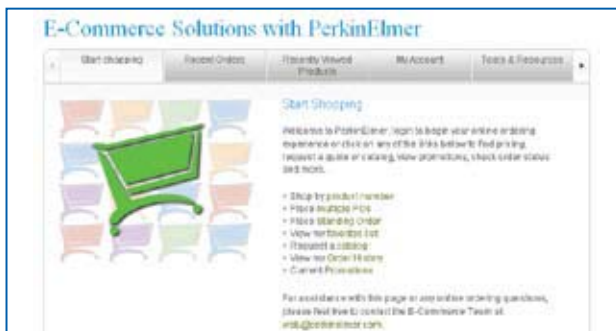 E-Commerce Solutions with PerkinElmer
Start Shopping
Recent Orders
Recently Viewed
Products
My Account
Tools & Resources
Start Shopping
Welcome to PerkinElmer, login to begin your online ordering
experience or click on any of the links below to find pricing,
request a quote or catalog, view promotions, check order status
and more.
• Shop by product number
• Place Multiple POs
• Place Standing Order
• View my favorites list
• Request a catalog
• View my Order History
• Current Promotions
For assistance with this page or any online ordering questions,
please feel free to contact the E-Commerce Team at
web@perkinelmer.com.